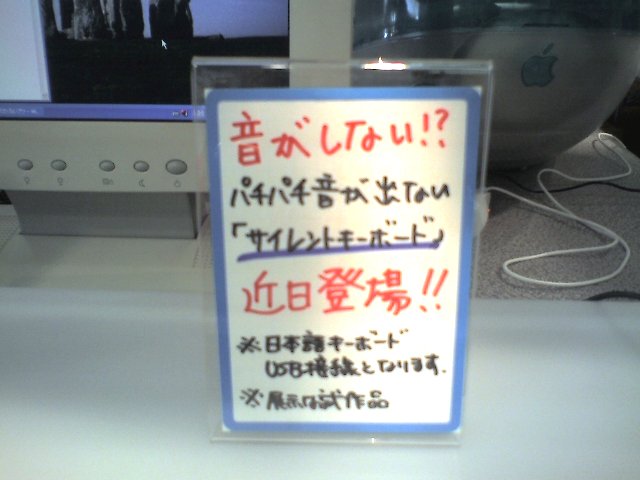 音がしない!?
パチパチ音が出ない
「サイレントキーボード」
近日登場!!
※日本語キーボード
USB接続となります.
※展示は試作品